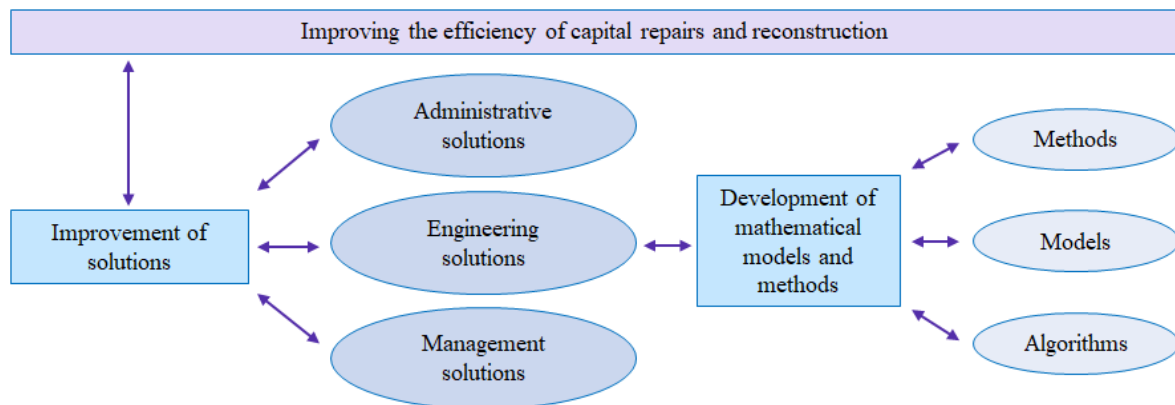 Improving the efficiency of capital repairs and reconstruction
Administrative
solutions
Methods
Improvement of
solutions
Engineering
solutions
Development of
mathematical
models and
methods
Models
Management
solutions
Algorithms